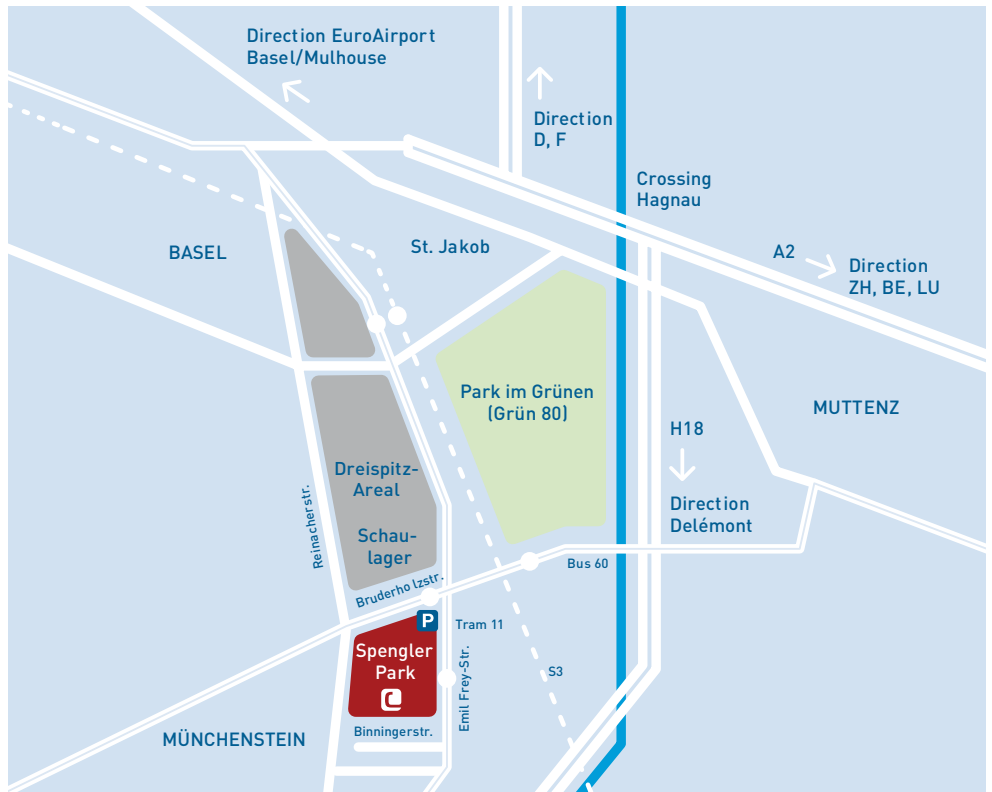 Direction EuroAirport
Basel/Mulhouse
Direction
D, F
Crossing
Hagnau
BASEL
St. Jakob
A2
Direction
ZH, BE, LU
Park im Grünen
(Grün 80)
MUTTENZ
H18
Dreispitz-
Areal
Reinacherstr.
Direction
Delémont
Schau-
lager
Bus 60
Bruderho lzstr.
P
Tram 11
Spengler
Park
Emil Frey-Str.
S3
Binningerstr.
MÜNCHENSTEIN